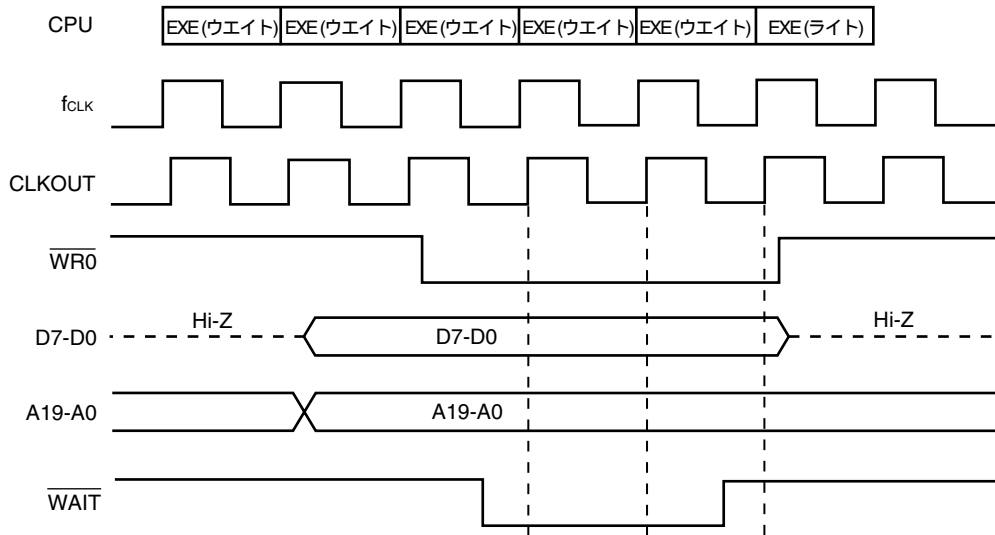 CPU EXE(ウエイト) EXE(ウエイト) EXE(ウエイト) EXE(ウエイト) EXE(ウエイト) EXE(ライト)
fCLK
CLKOUT
WR0
Hi-Z Hi-Z
D7-D0 D7-D0
A19-A0 A19-A0
WAIT